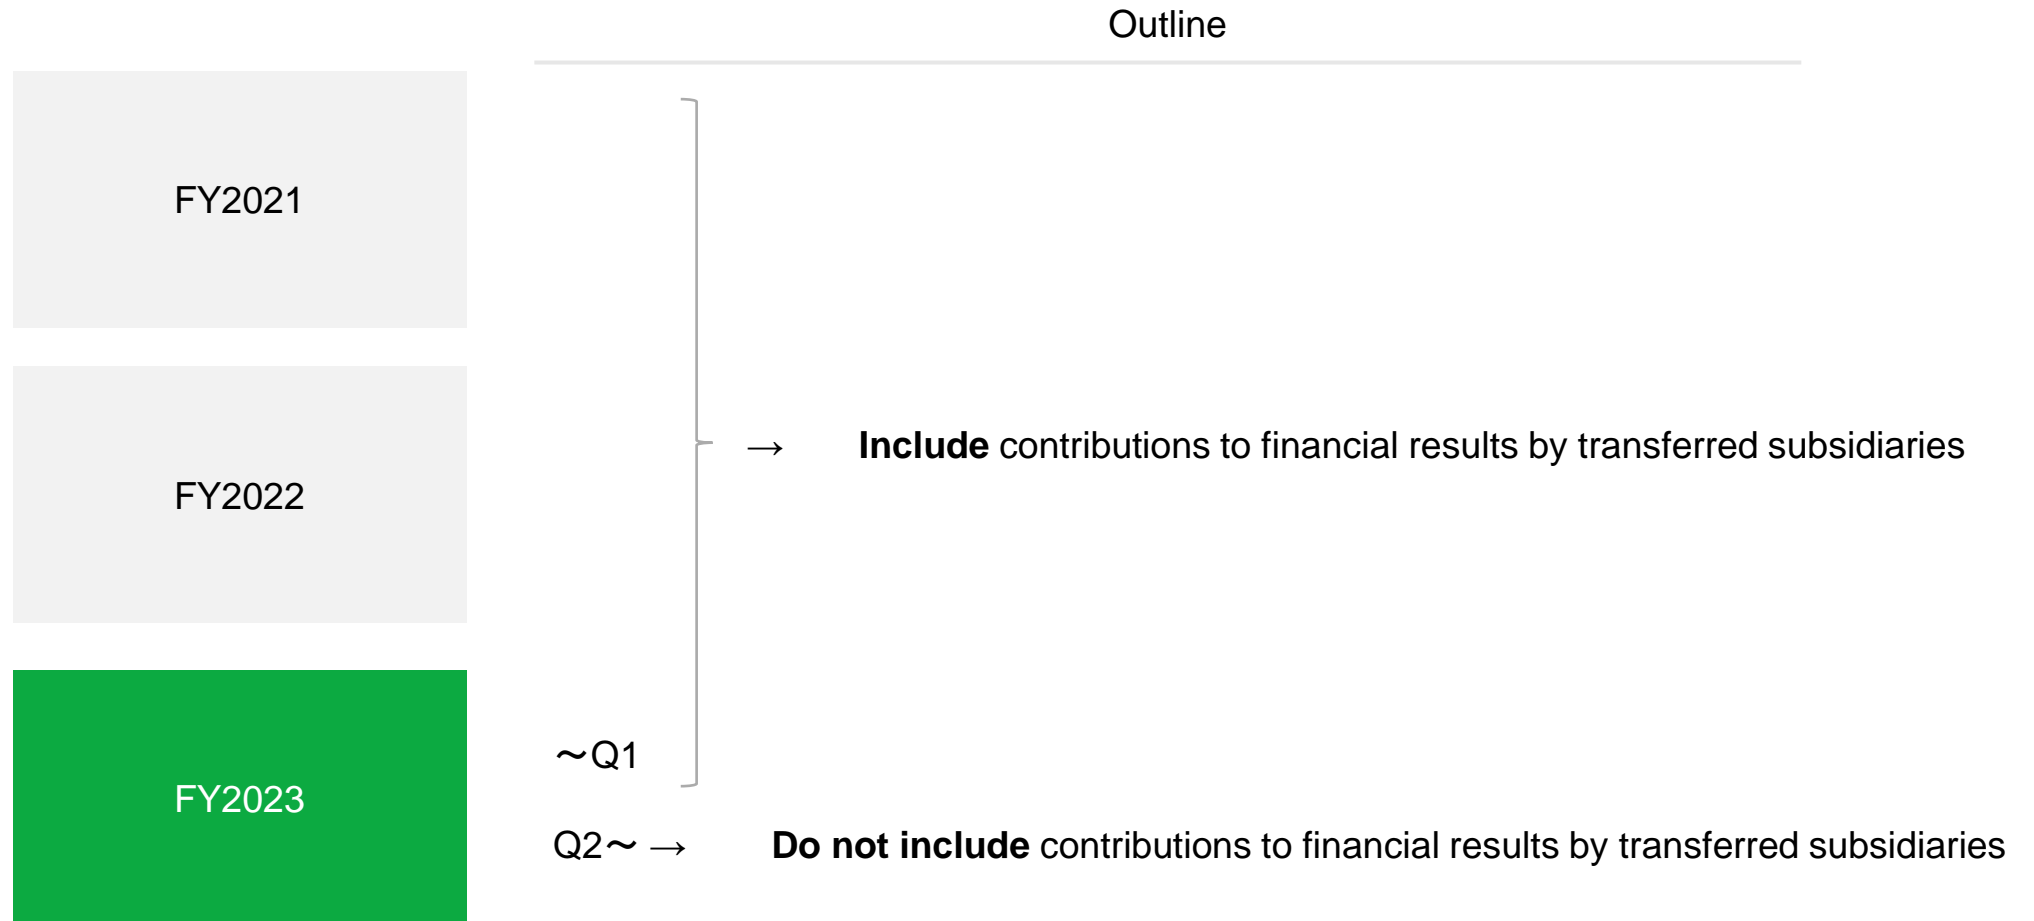 Outline
FY2021
→ Include contributions to financial results by transferred subsidiaries
FY2022
FY2023
～Q1
Q2～ → Do not include contributions to financial results by transferred subsidiaries